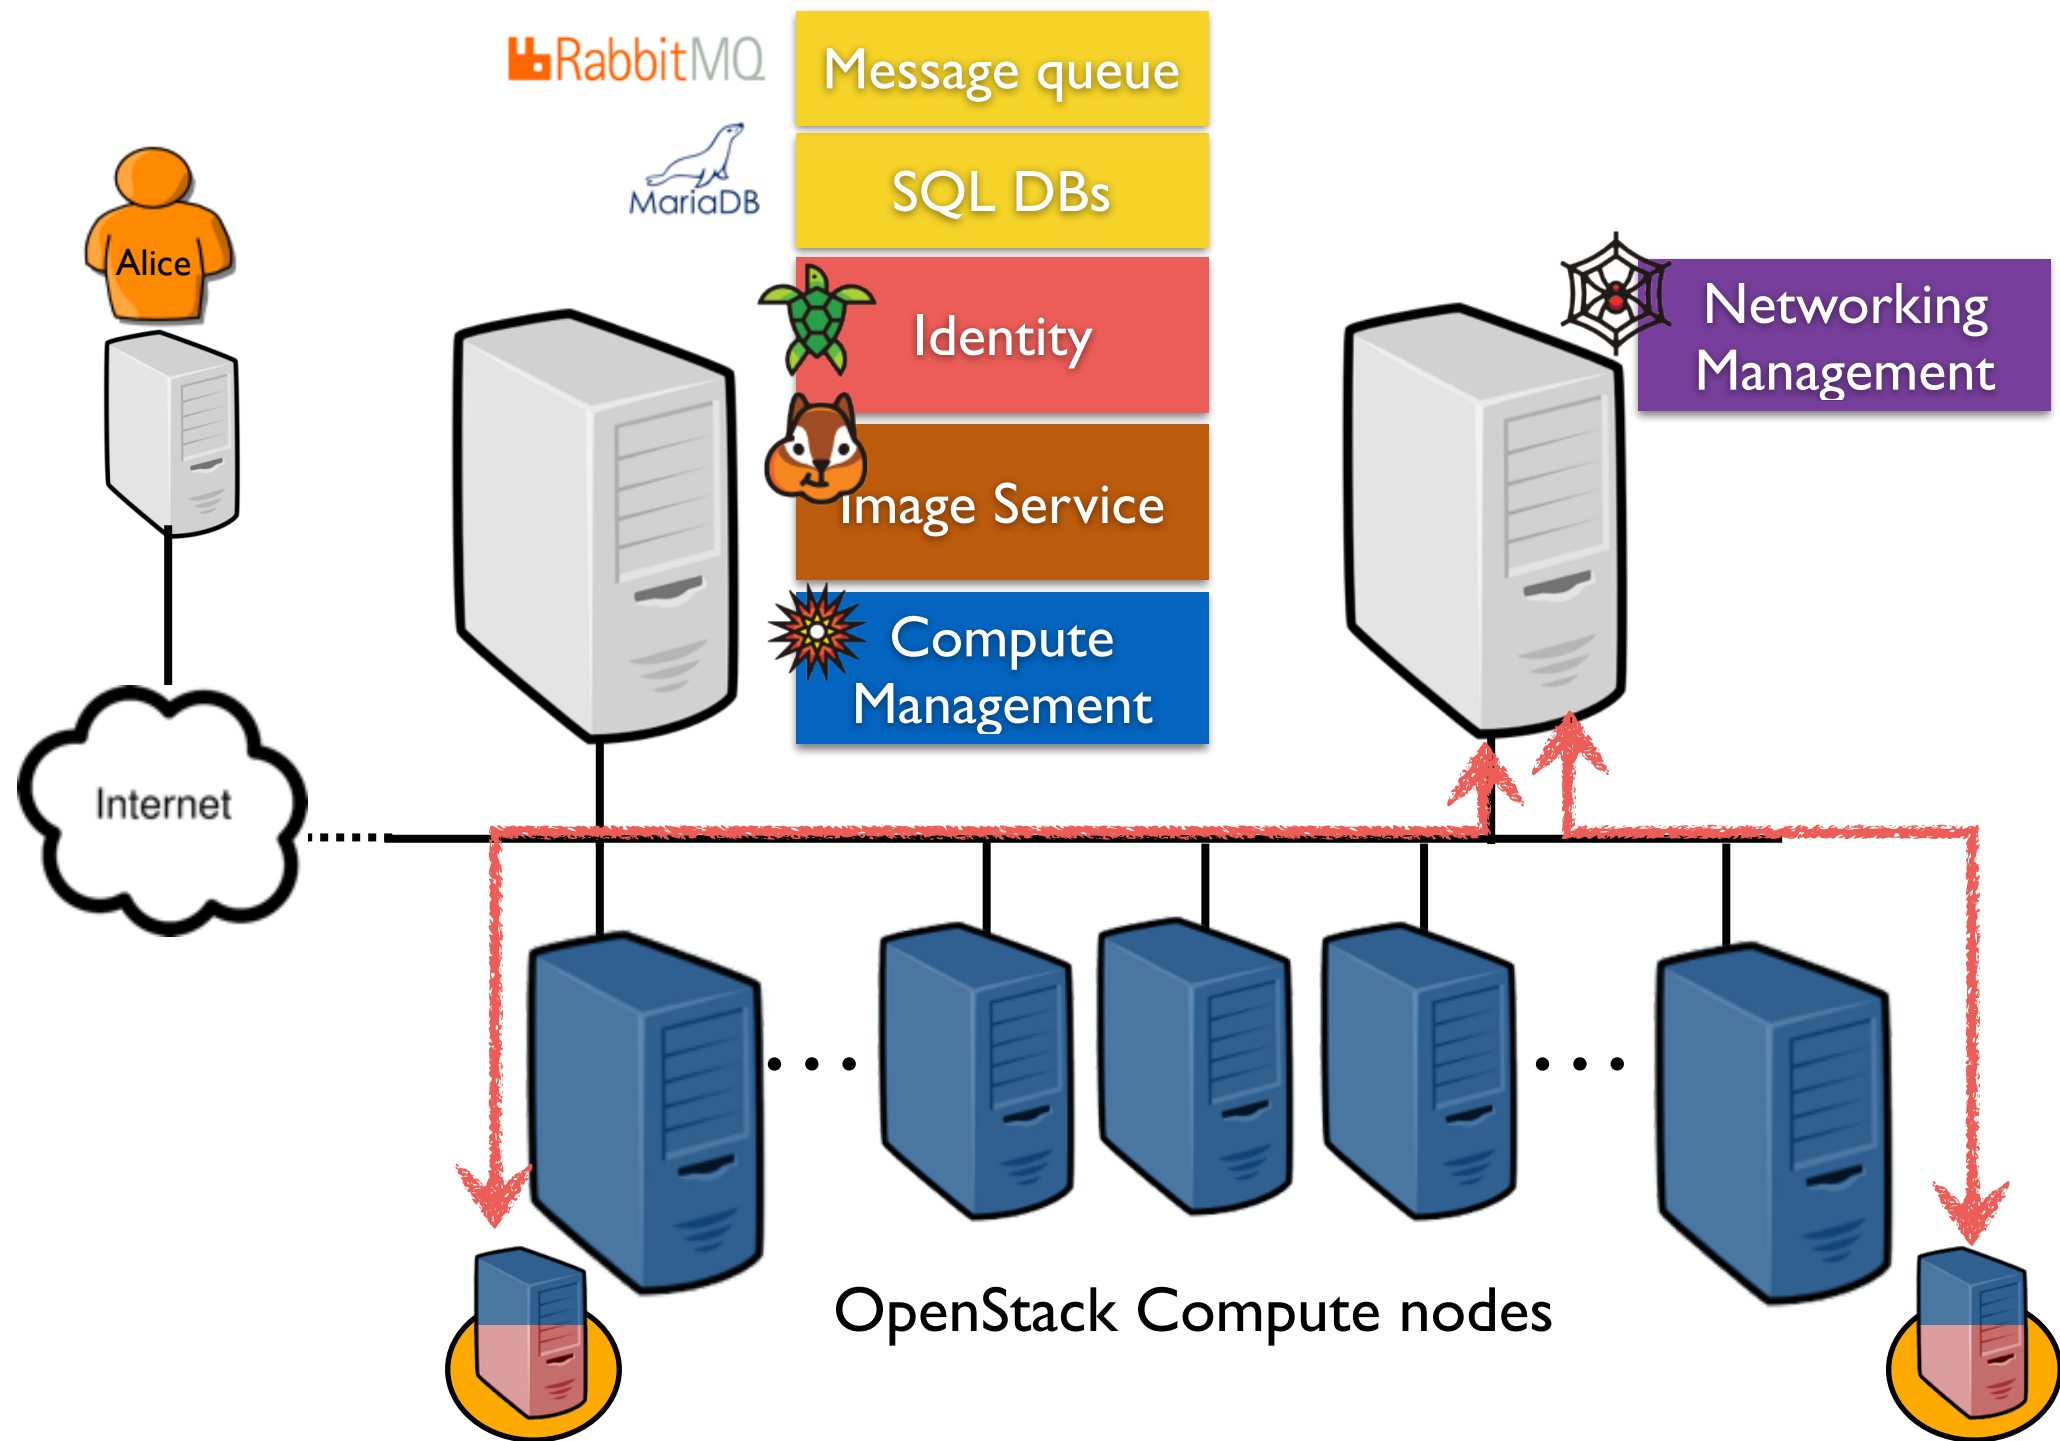 RabbitMQ
Message queue
MariaDB
SQL DBs
Alice
Identity
Networking
Management
Image Service
Compute
Management
Internet
OpenStack Compute nodes